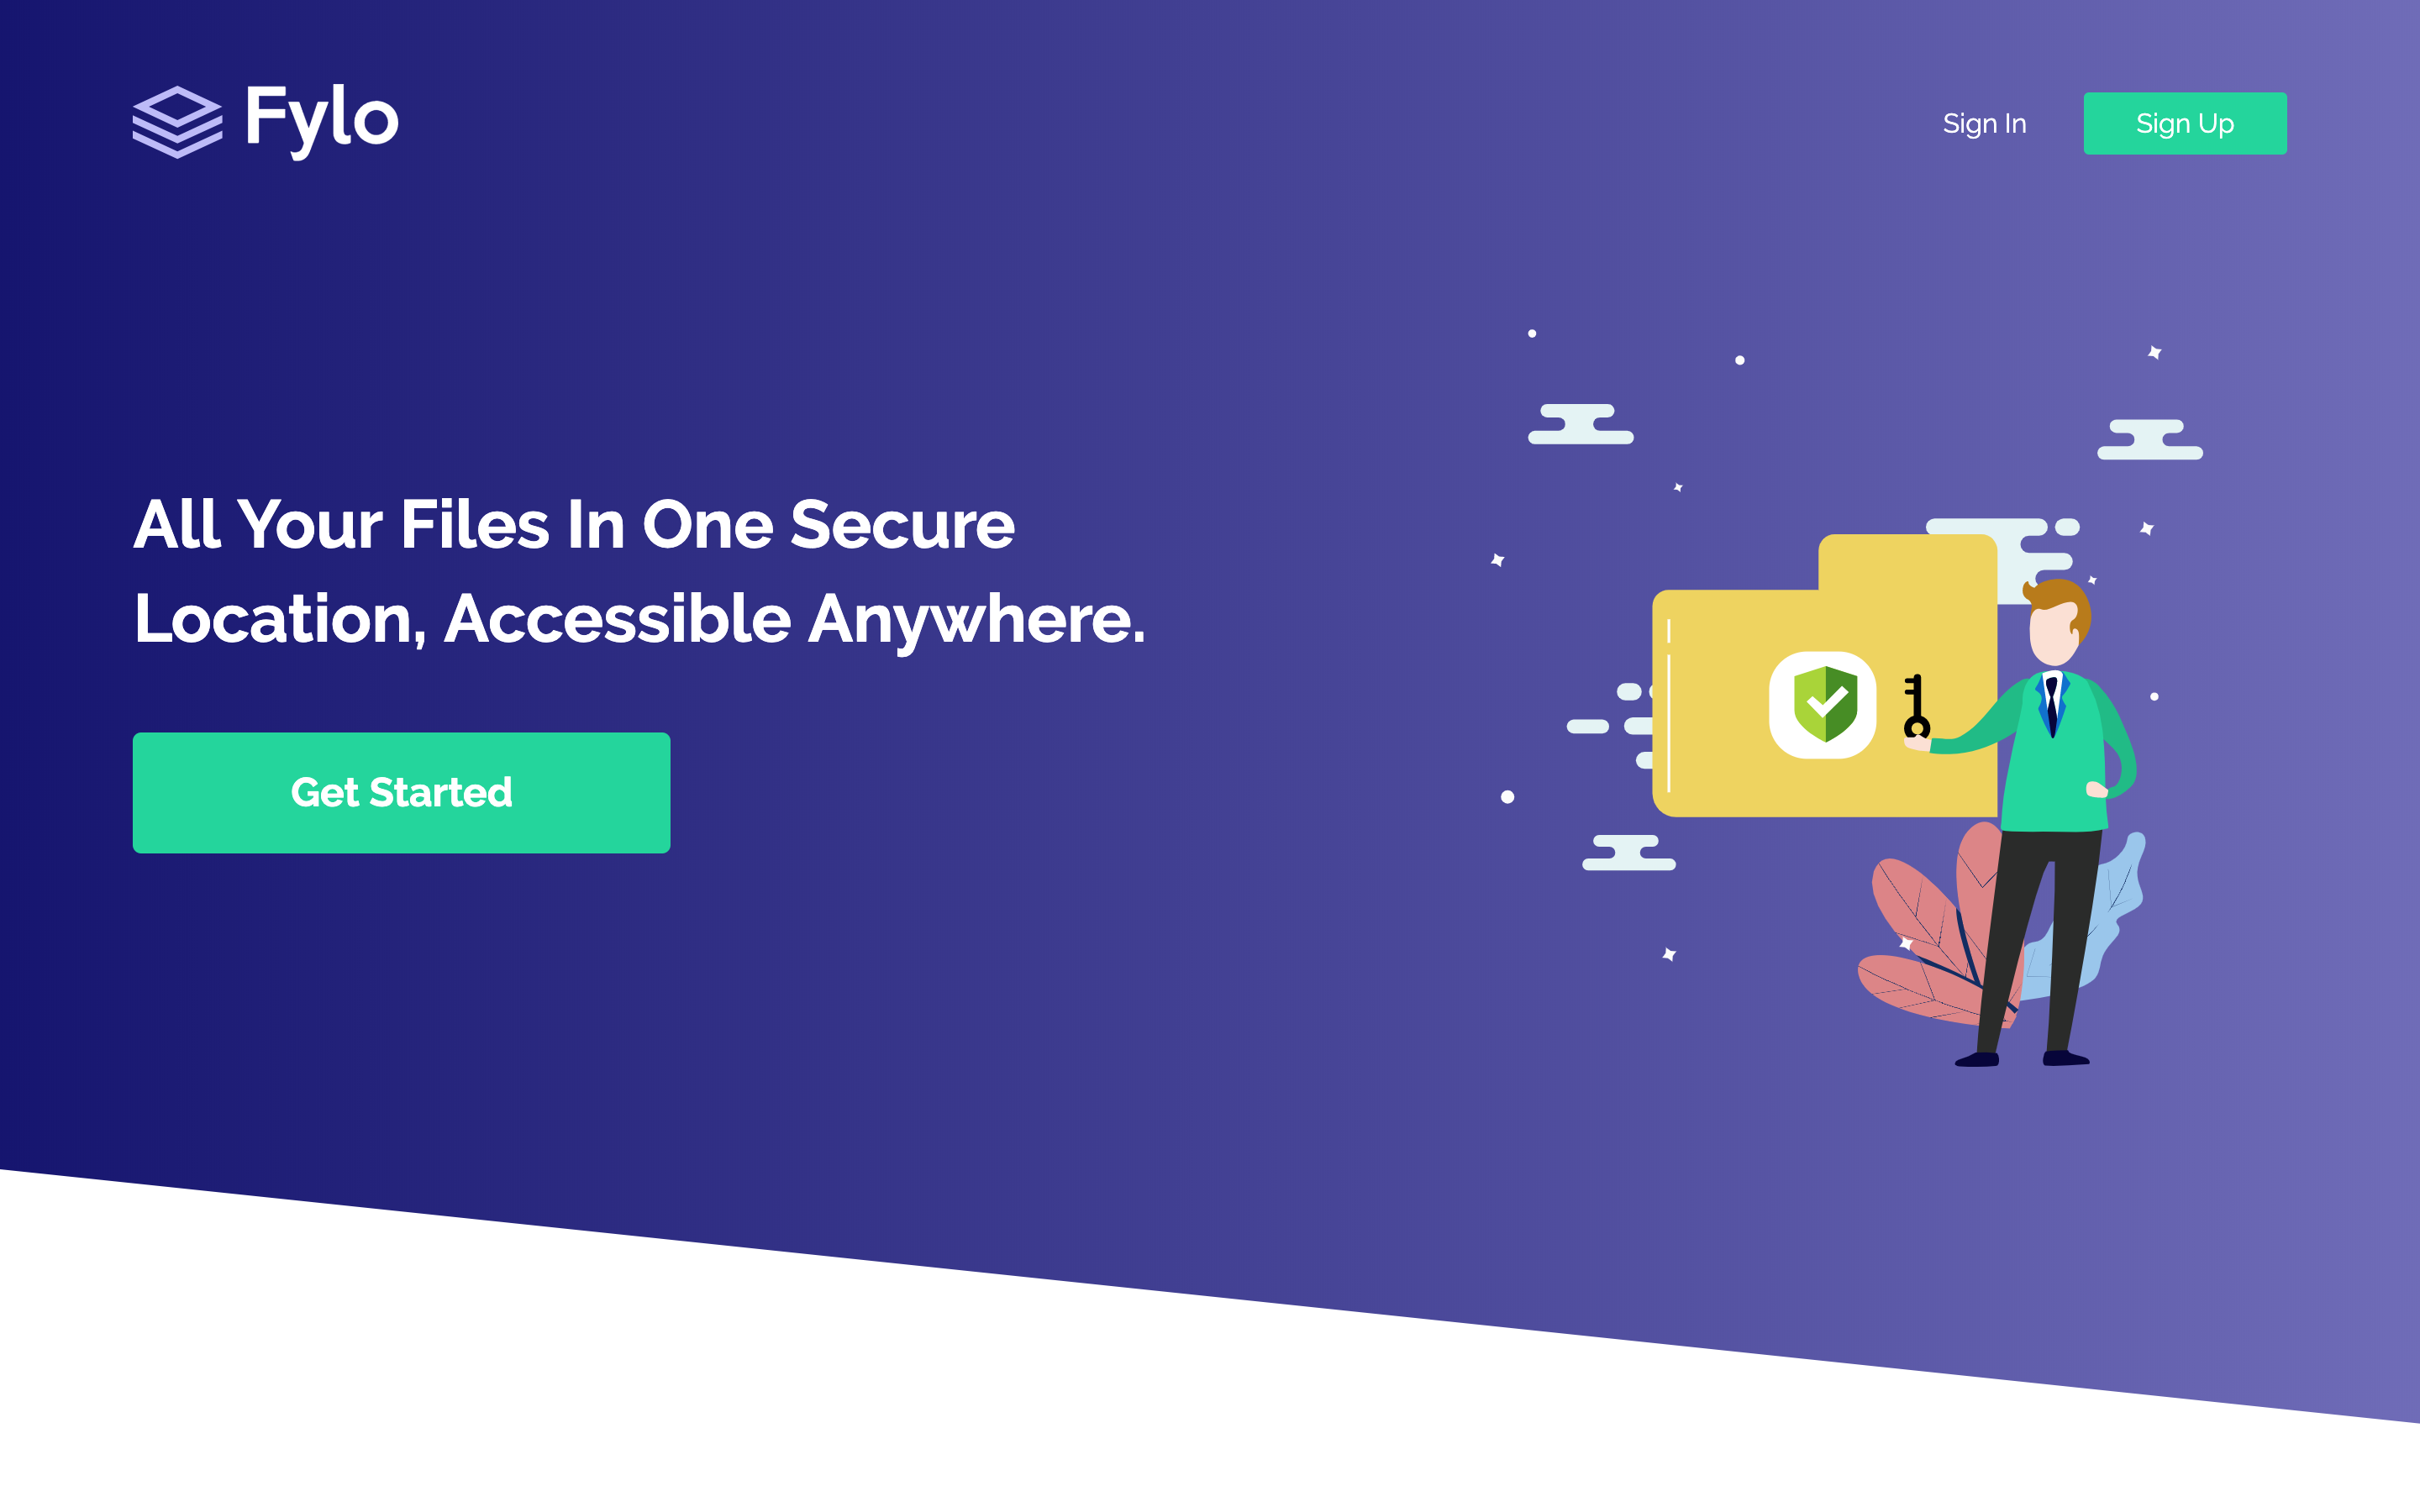 Fylo
Sign In
Sign Up
All Your Files In One Secure
Location, Accessible Anywhere.
Get Started